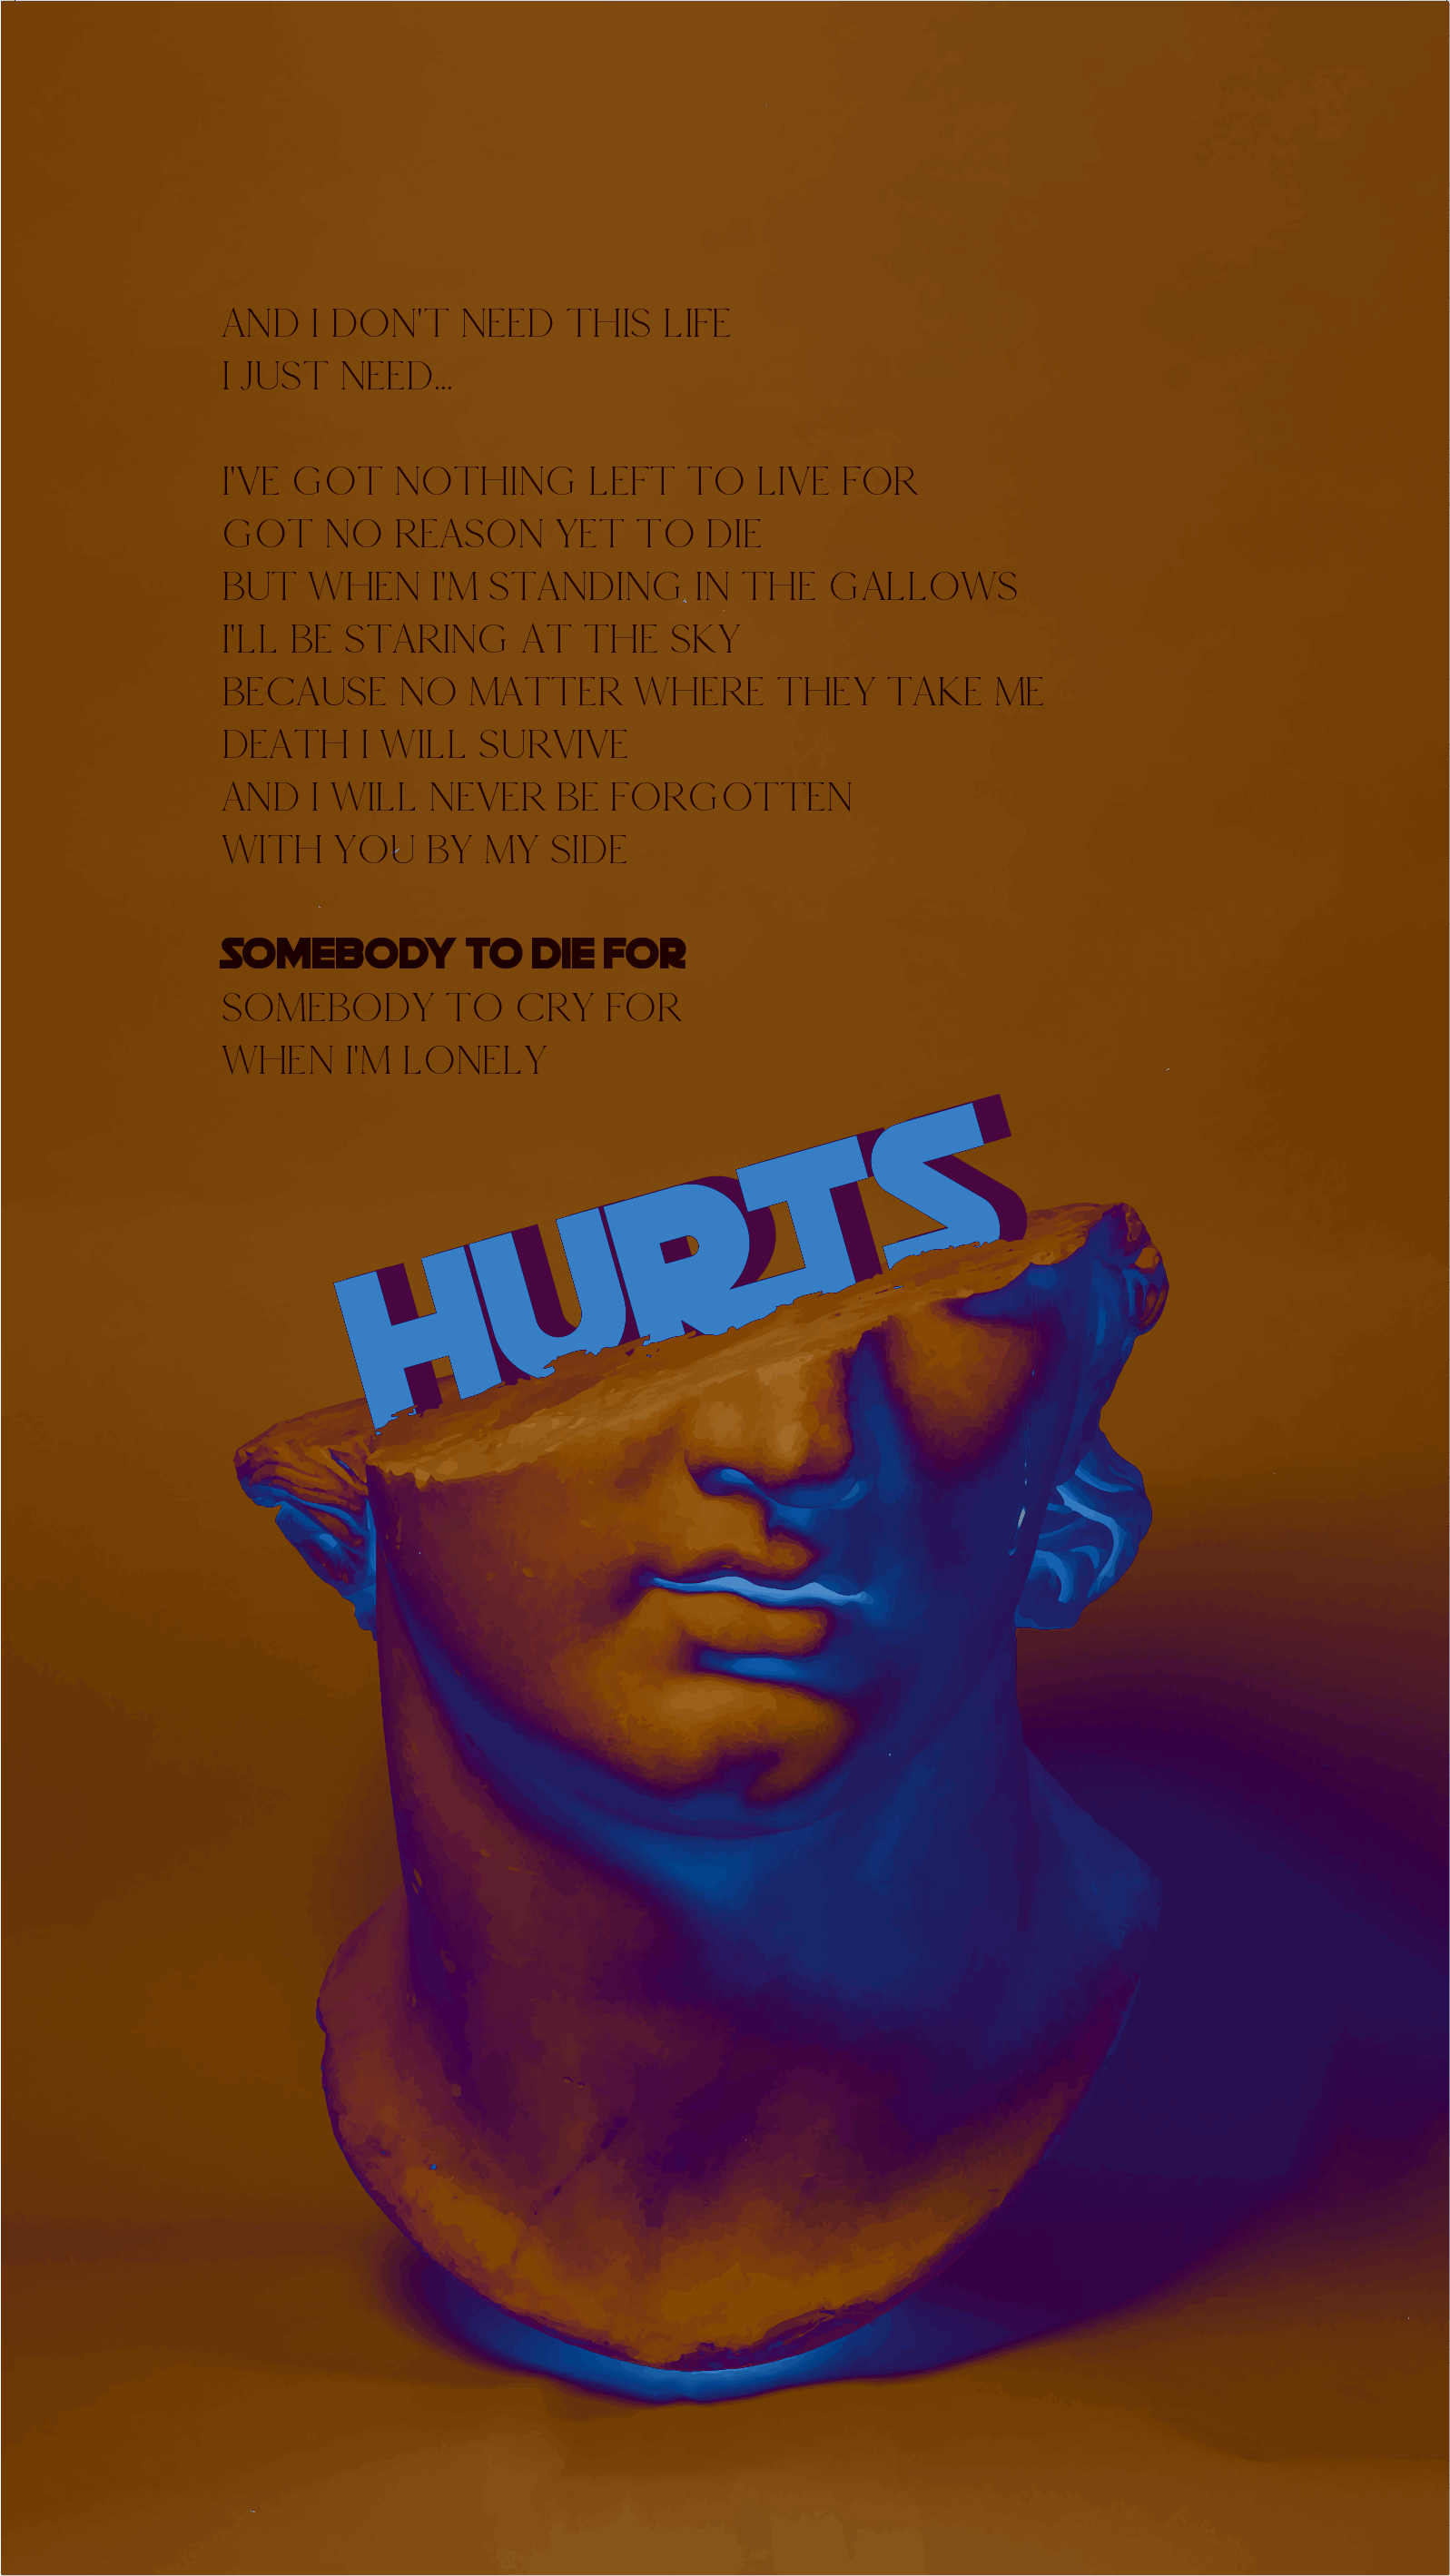 AND I DON'T NEED THIS LIFE
I JUST NEED...
I'VE GOT NOTHING LEFT TO LIVE FOR
GOT NO REASON YET TO DIE
BUT WHEN I'M STANDING IN THE GALLOWS
I'LL BE STARING AT THE SKY
BECAUSE NO MATTER WHERE THEY TAKE ME
DEATH I WILL SURVIVE
AND I WILL NEVER BE FORGOTTEN
WITH YOU BY MY SIDE
SOMEBODY TO DIE FOR
SOMEBODY TO CRY FOR
WHEN I'M LONELY
HURTS